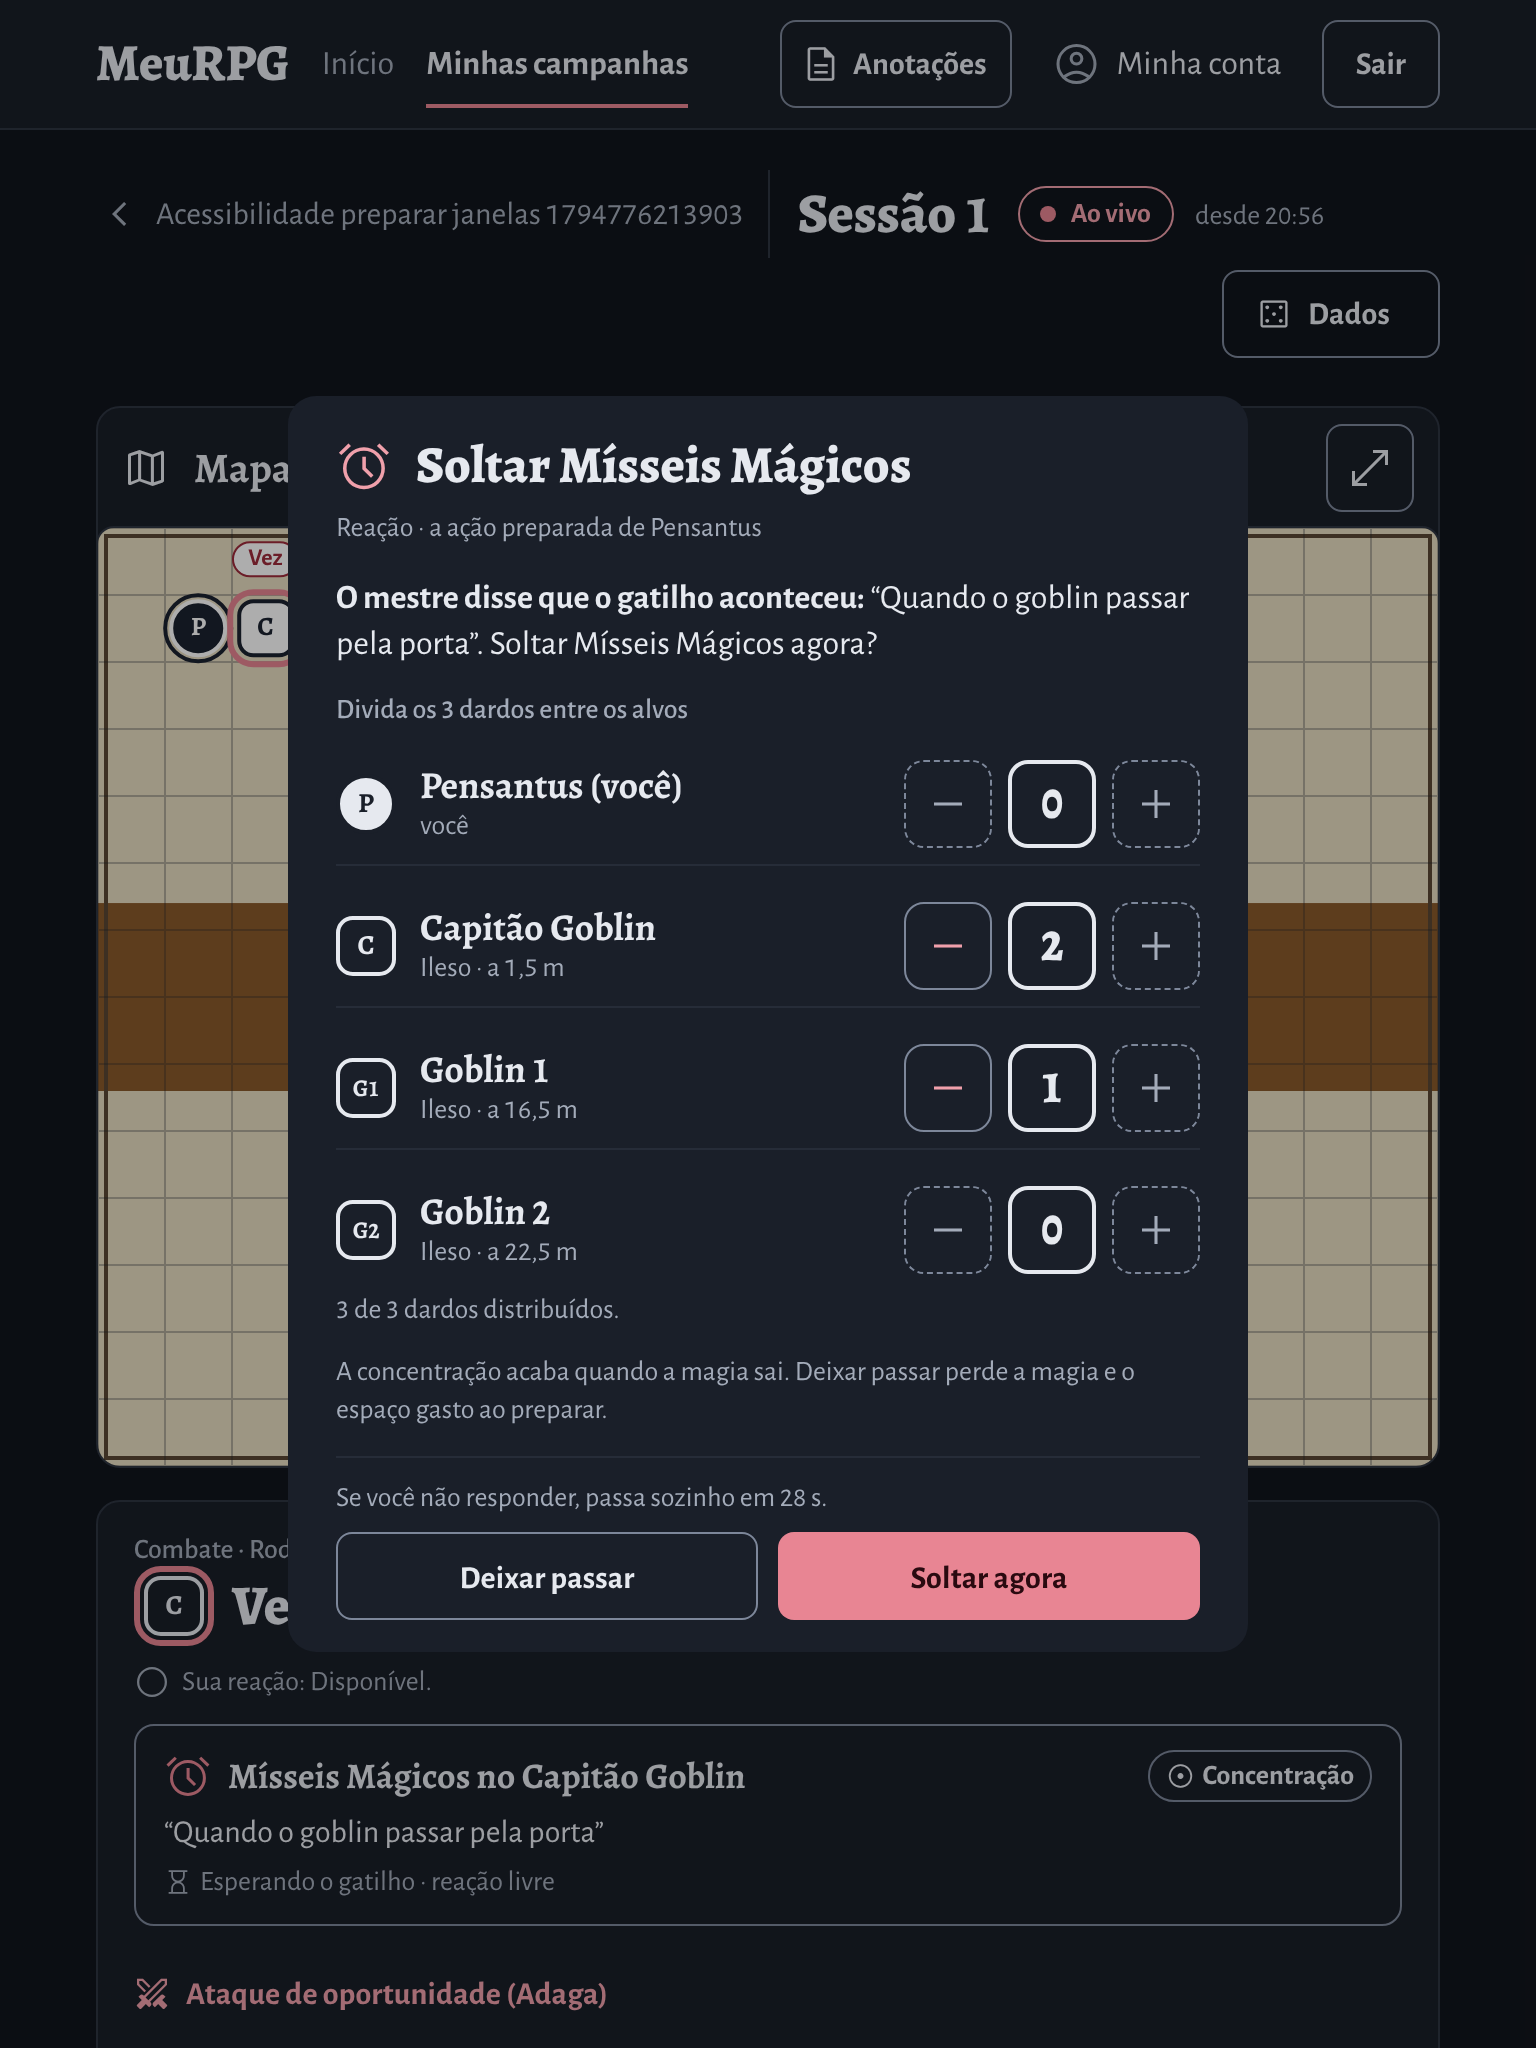 MeuRPG
Início
Minhas campanhas
Anotações
Minha conta
Sair
Acessibilidade preparar janelas 1794776213903
Sessão 1
Ao vivo
desde 20:56
Dados
Mapa
Vez
P
C
Soltar Mísseis Mágicos
Reação · a ação preparada de Pensantus
O mestre disse que o gatilho aconteceu: “Quando o goblin passar
pela porta”. Soltar Mísseis Mágicos agora?
Divida os 3 dardos entre os alvos
P
Pensantus (você)
você
0
C
Capitão Goblin
Ileso · a 1,5 m
2
G1
Goblin 1
Ileso · a 16,5 m
1
G2
Goblin 2
Ileso · a 22,5 m
0
3 de 3 dardos distribuídos.
A concentração acaba quando a magia sai. Deixar passar perde a magia e o
espaço gasto ao preparar.
Se você não responder, passa sozinho em 28 s.
Deixar passar
Soltar agora
Combate · Rod
C
Ve
Sua reação: Disponível.
Mísseis Mágicos no Capitão Goblin
Concentração
“Quando o goblin passar pela porta”
Esperando o gatilho · reação livre
Ataque de oportunidade (Adaga)